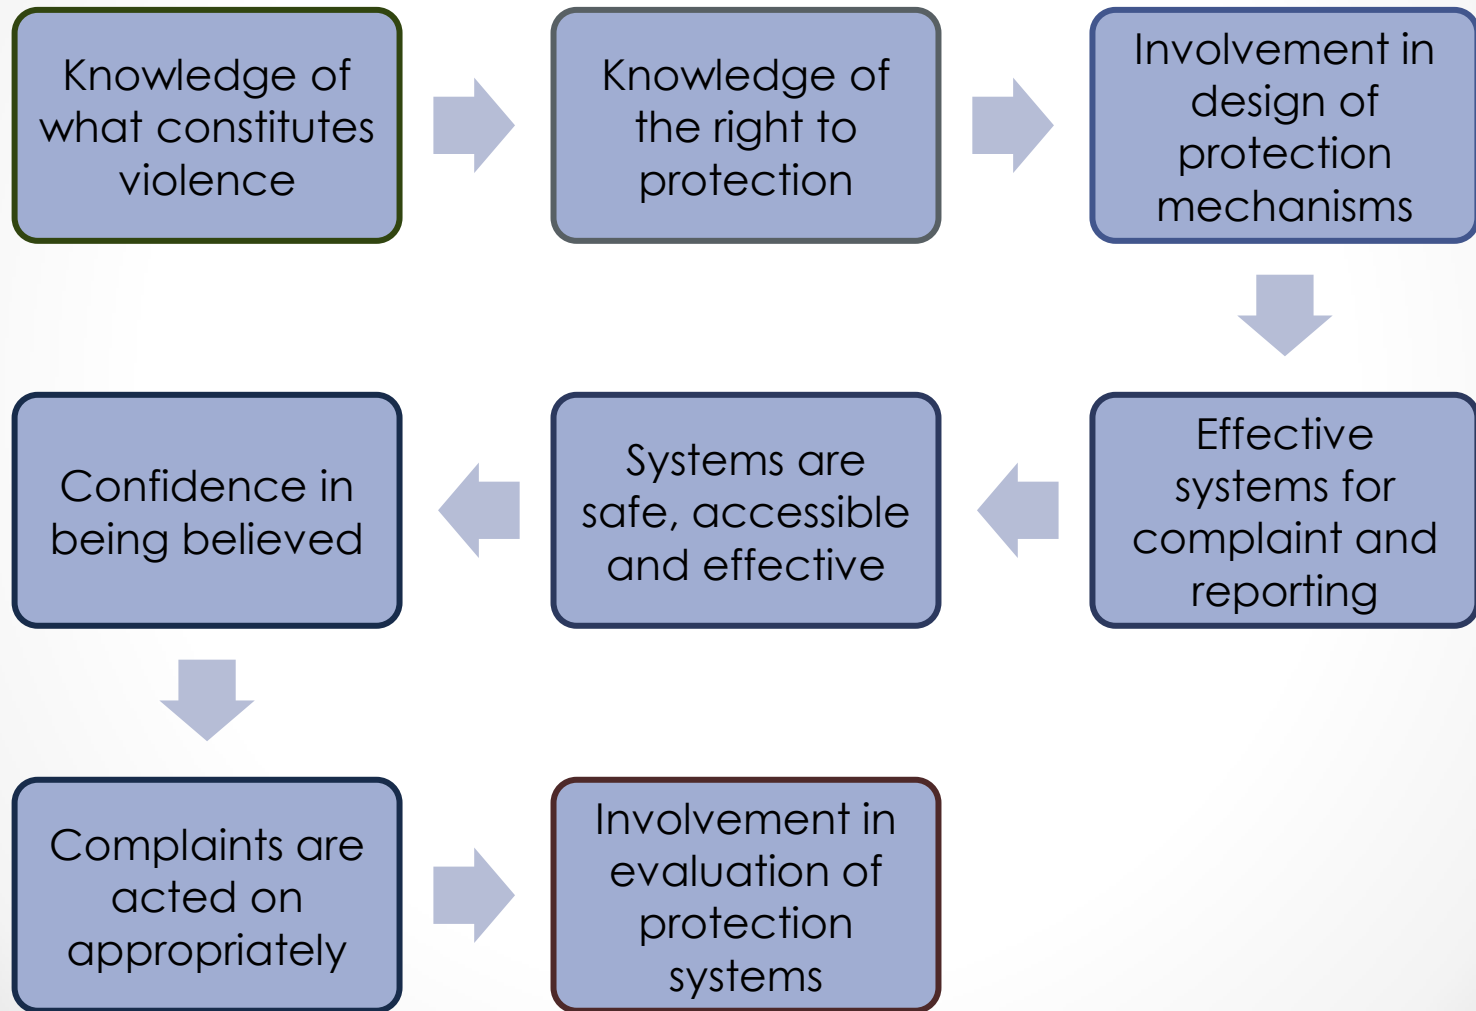 Knowledge of
what constitutes
violence
Knowledge of
the right to
protection
Involvement in
design of
protection
mechanisms
Effective
systems for
complaint and
reporting
Systems are
safe, accessible
and effective
Confidence in
being believed
Complaints are
acted on
appropriately
Involvement in
evaluation of
protection
systems